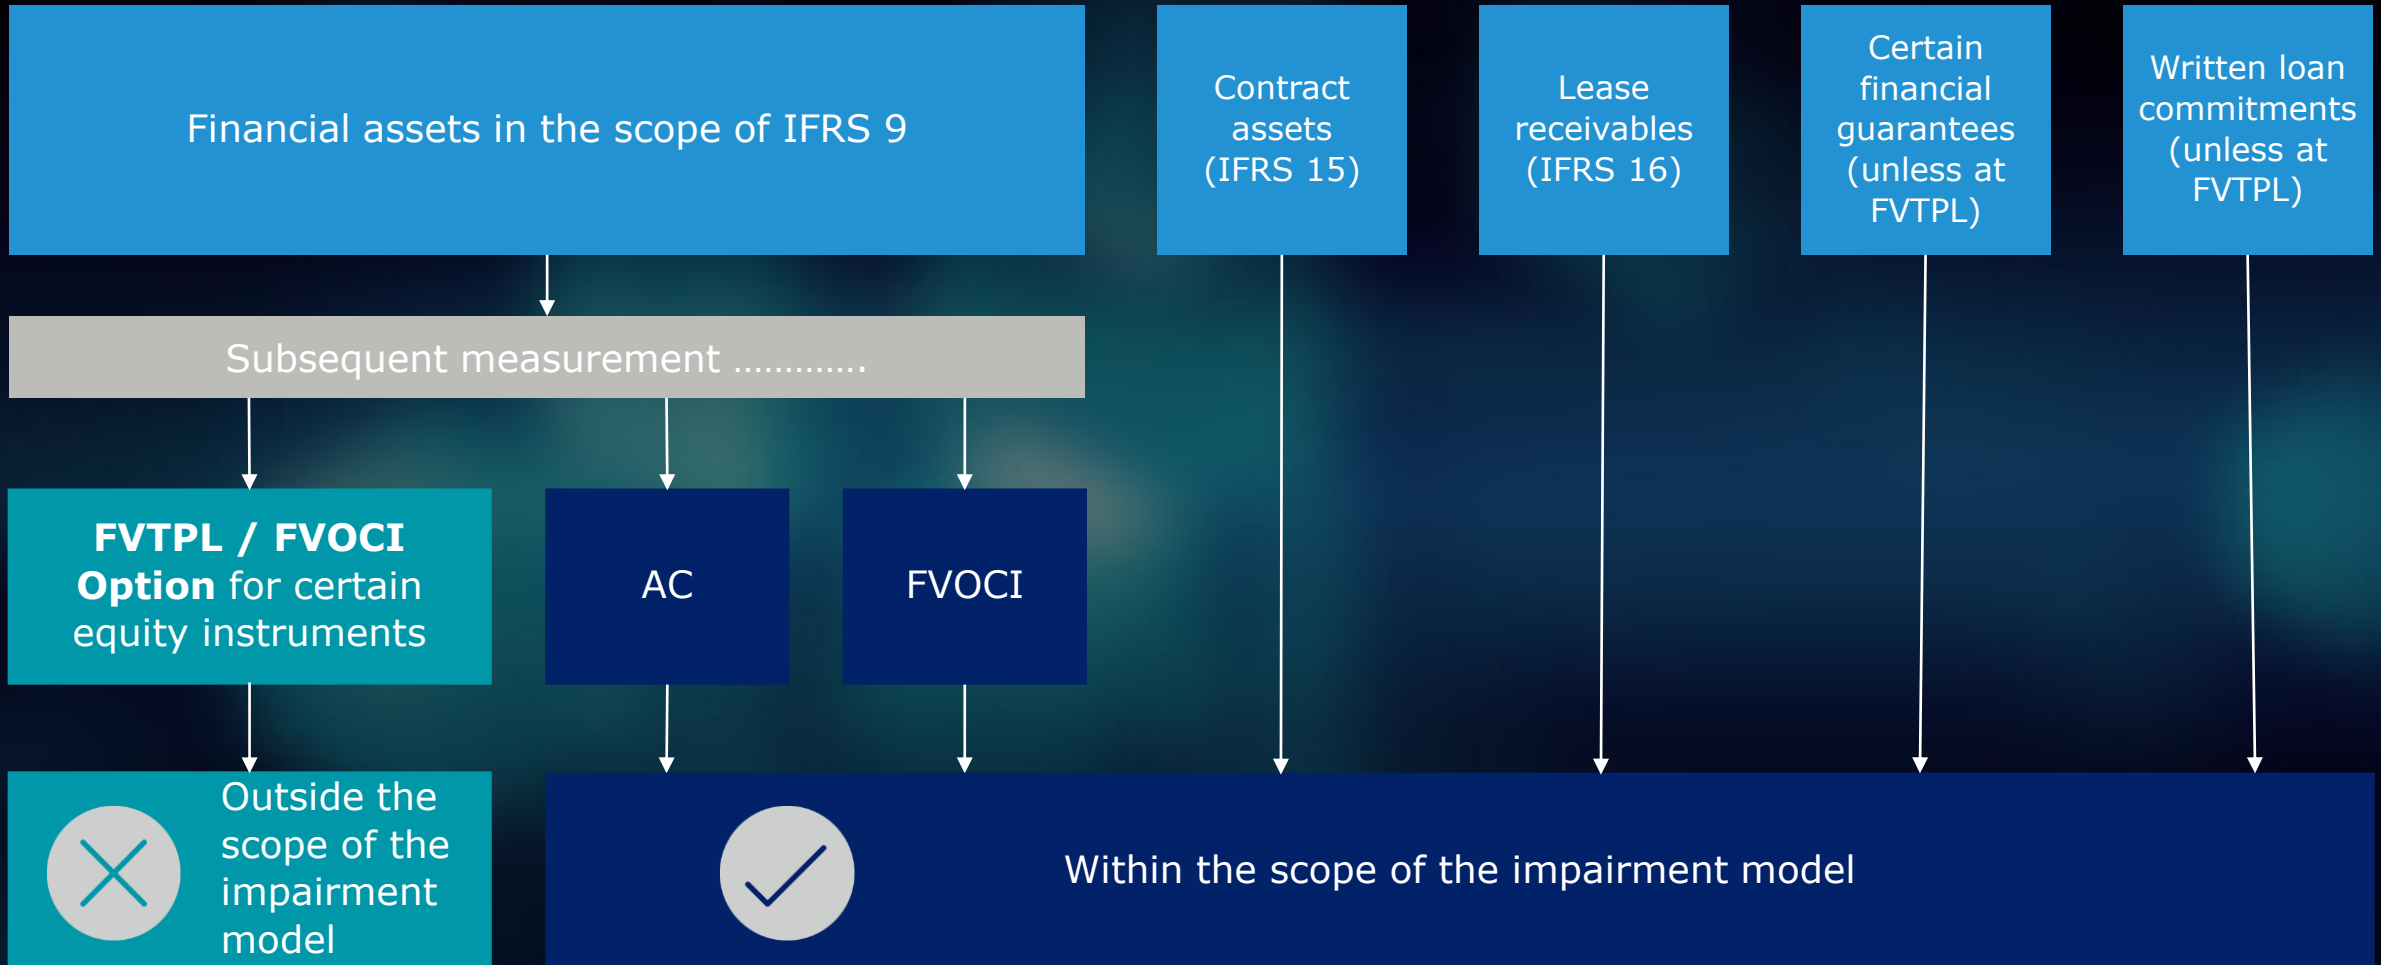 Financial assets in the scope of IFRS 9
Contract
assets
(IFRS 15)
Lease
receivables
(IFRS 16)
Certain
financial
guarantees
(unless at
FVTPL)
Written loan
commitments
(unless at
FVTPL)
Subsequent measurement .............
FVTPL / FVOCI
Option for certain
equity instruments
AC
FVOCI
Outside the
scope of the
impairment
model
Within the scope of the impairment model